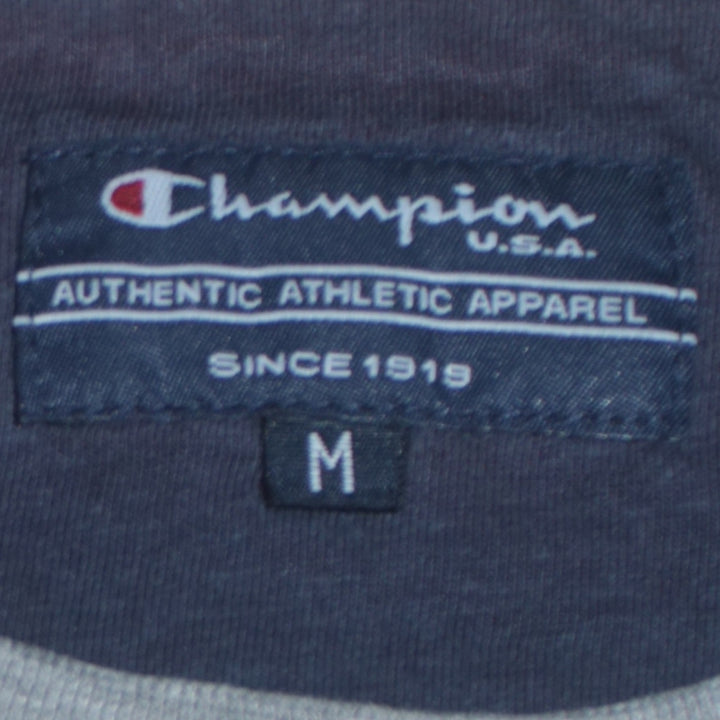 Champion
U.S.A.
AUTHENTIC ATHLETIC APPAREL
SINCE 1919
M